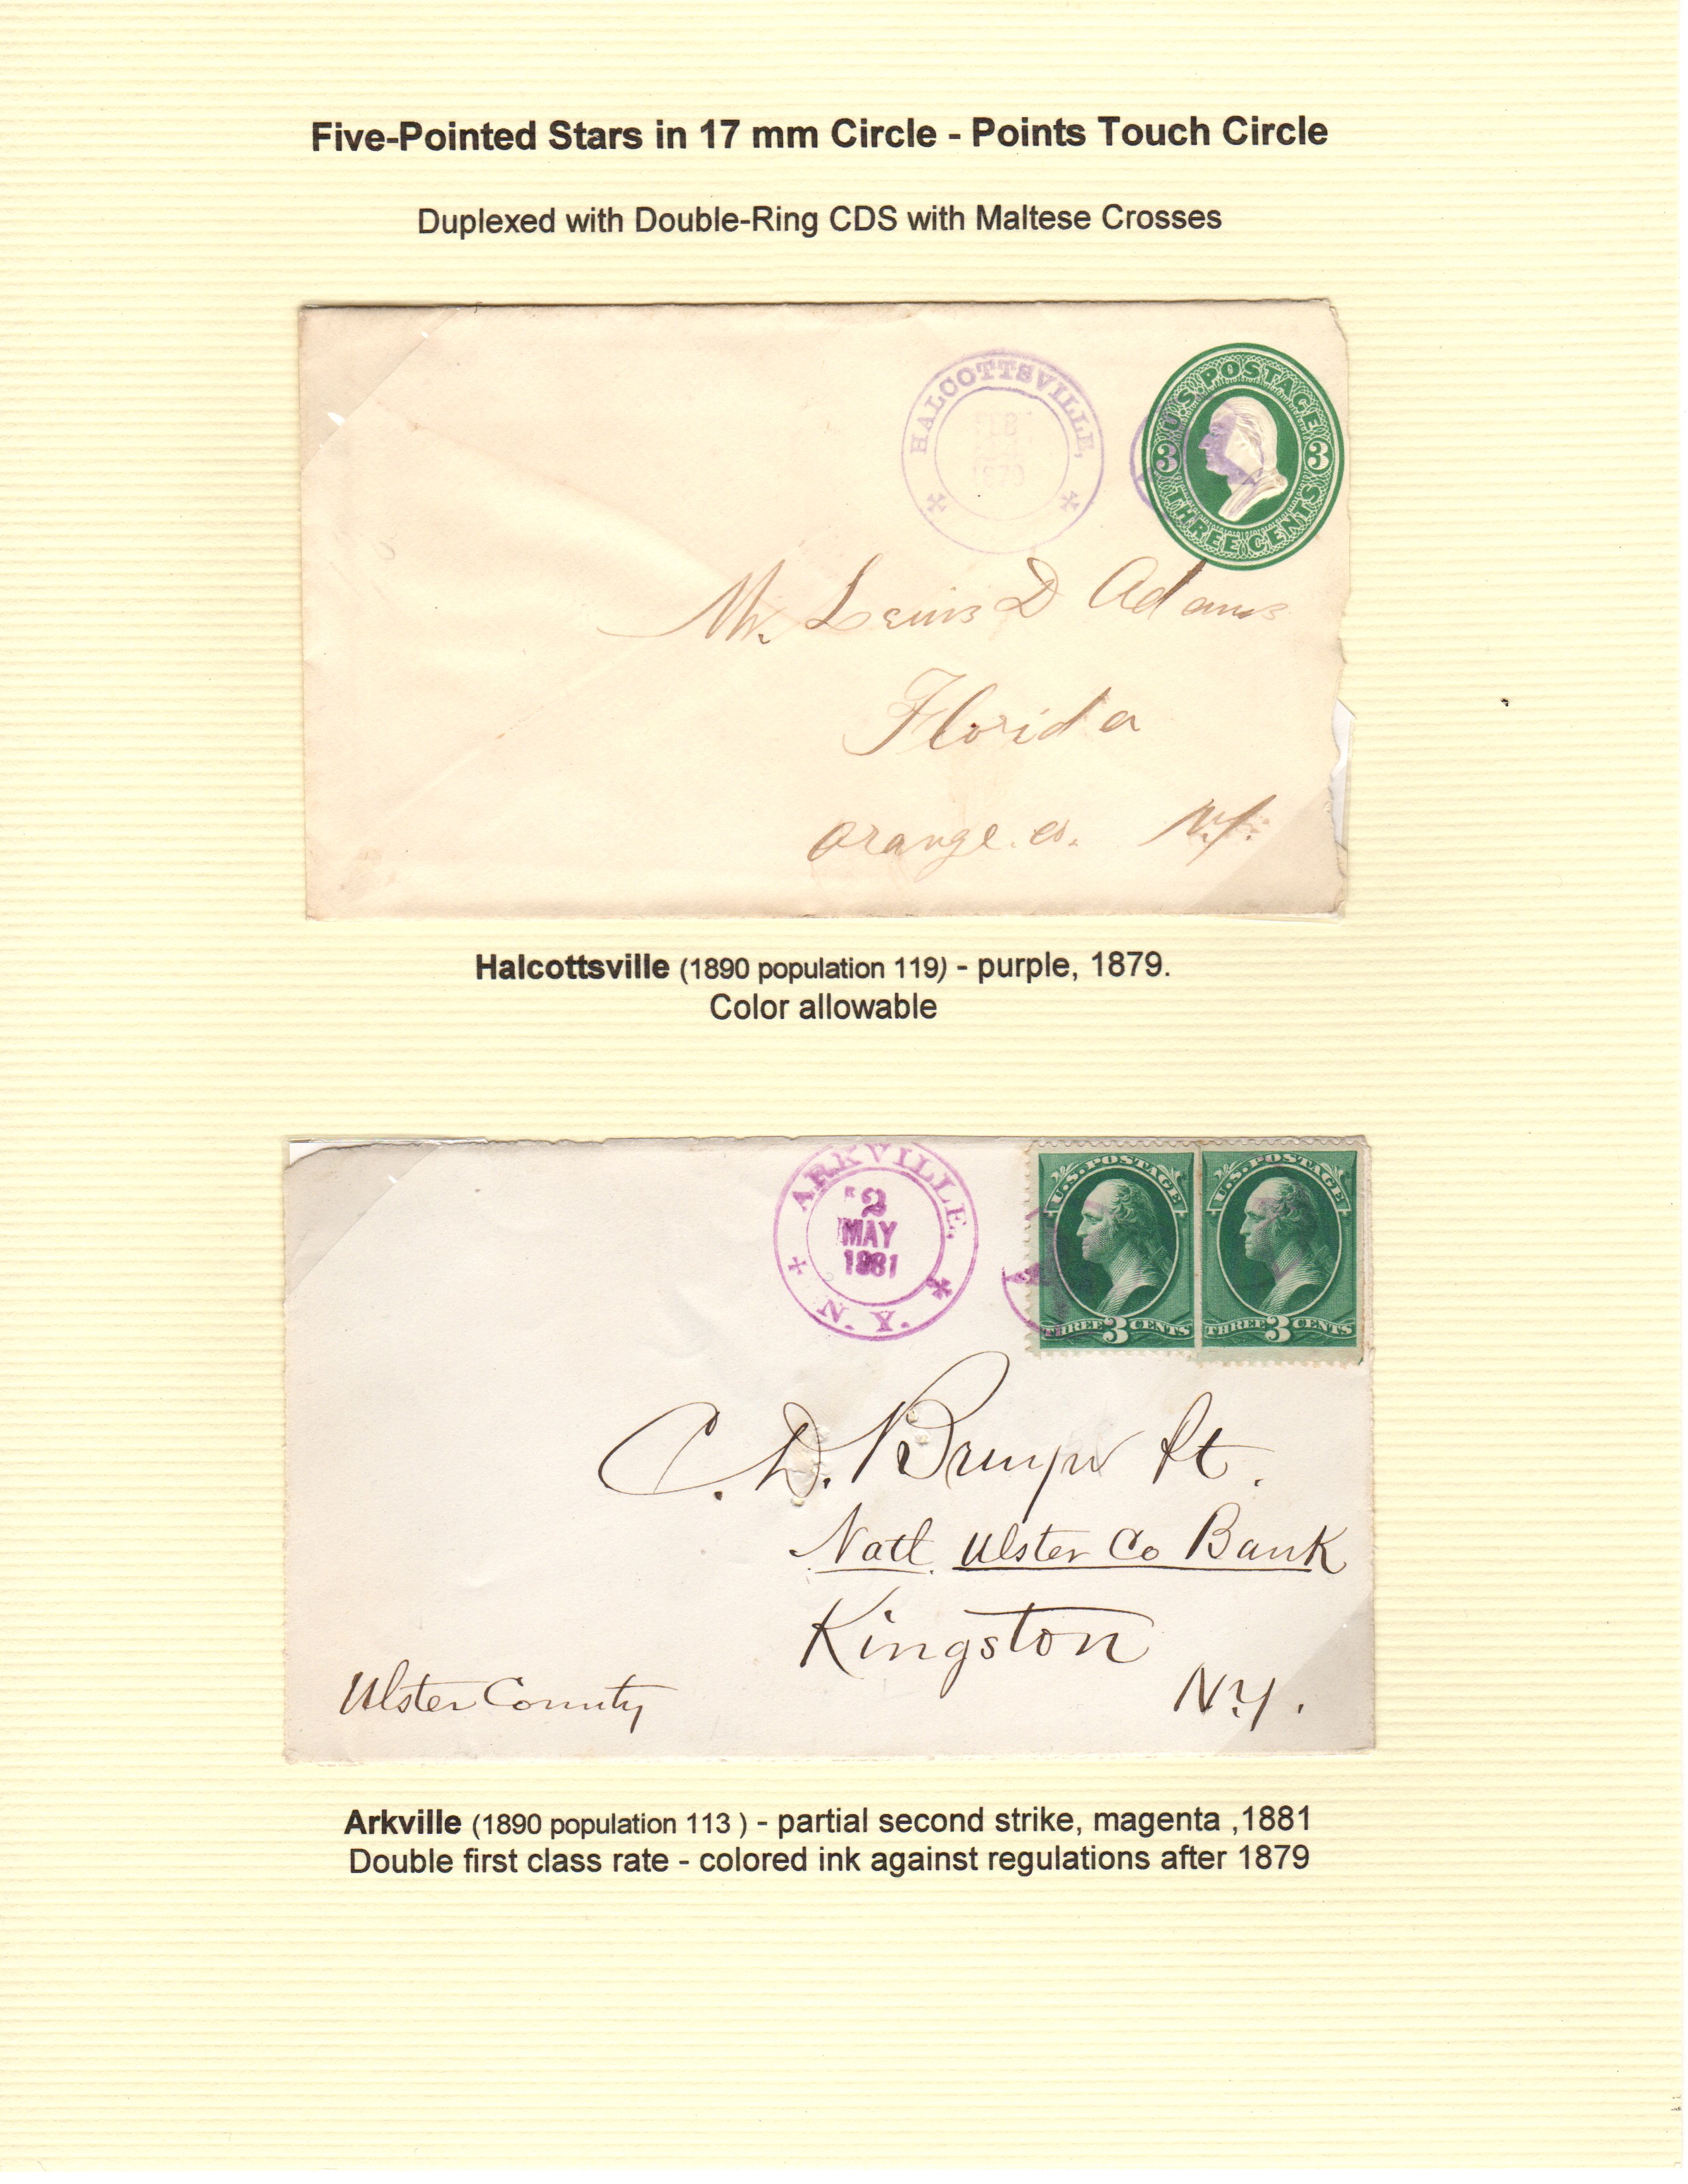 Five-Pointed Stars in 17 mm Circle - Points Touch Circle
Duplexed with Double-Ring CDS with Maltese Crosses
HALCOTTSVILLE,
FEB
1879
U.S. POSTAGE
3 3
THREE CENTS
Mr. Lewis D Adams
Florida
Orange. co. N.Y.
Halcottsville (1890 population 119) - purple, 1879.
Color allowable
ARKVILLE,
2
MAY
1881
N. Y.
U.S. POSTAGE
THREE 3 CENTS
U.S. POSTAGE
THREE 3 CENTS
C. D. Bruyn
Natl. Ulster Co Bank
Kingston
Ulster County N.Y.
Arkville (1890 population 113 ) - partial second strike, magenta ,1881
Double first class rate - colored ink against regulations after 1879